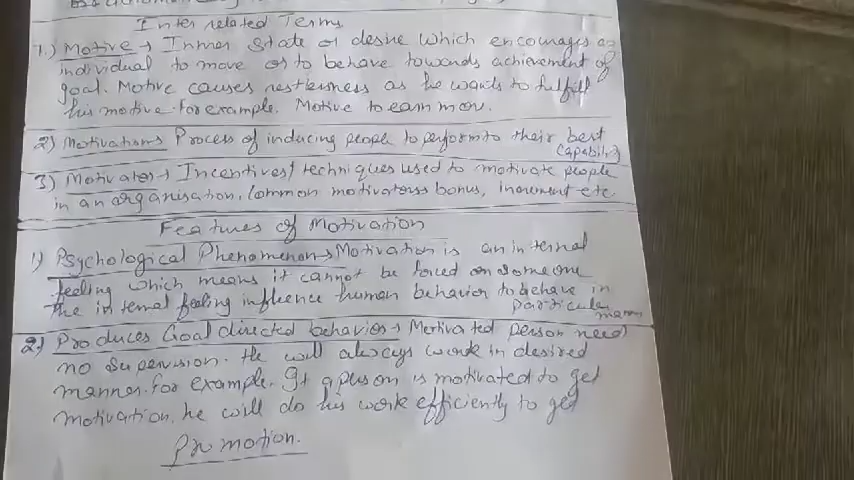 Inter related Terms
1.) Motive → Inner State or desire which encourages an
individual to move or to behave towards achievement of
goal. Motive causes restlessness as he wants to fulfill
his motive. for example. Motive to earn mov.
2) Motivations Process of inducing people to perform to their best
capability
3) Motivators → Incentives/techniques used to motivate people
in an organisation, Common motivators bonus, increment etc.
Features of Motivation
1) Psychological Phenomenon → Motivation is an internal
feeling which means it cannot be forced on someone
The internal feeling influence human behavior to behave in
particular manern
2.) Produces Goal directed behavior → Mertivated person need
no supervision. He will always work in desired
manner. for example. If a person is motivated to get
motivation, he will do his work efficiently to get
Promotion.